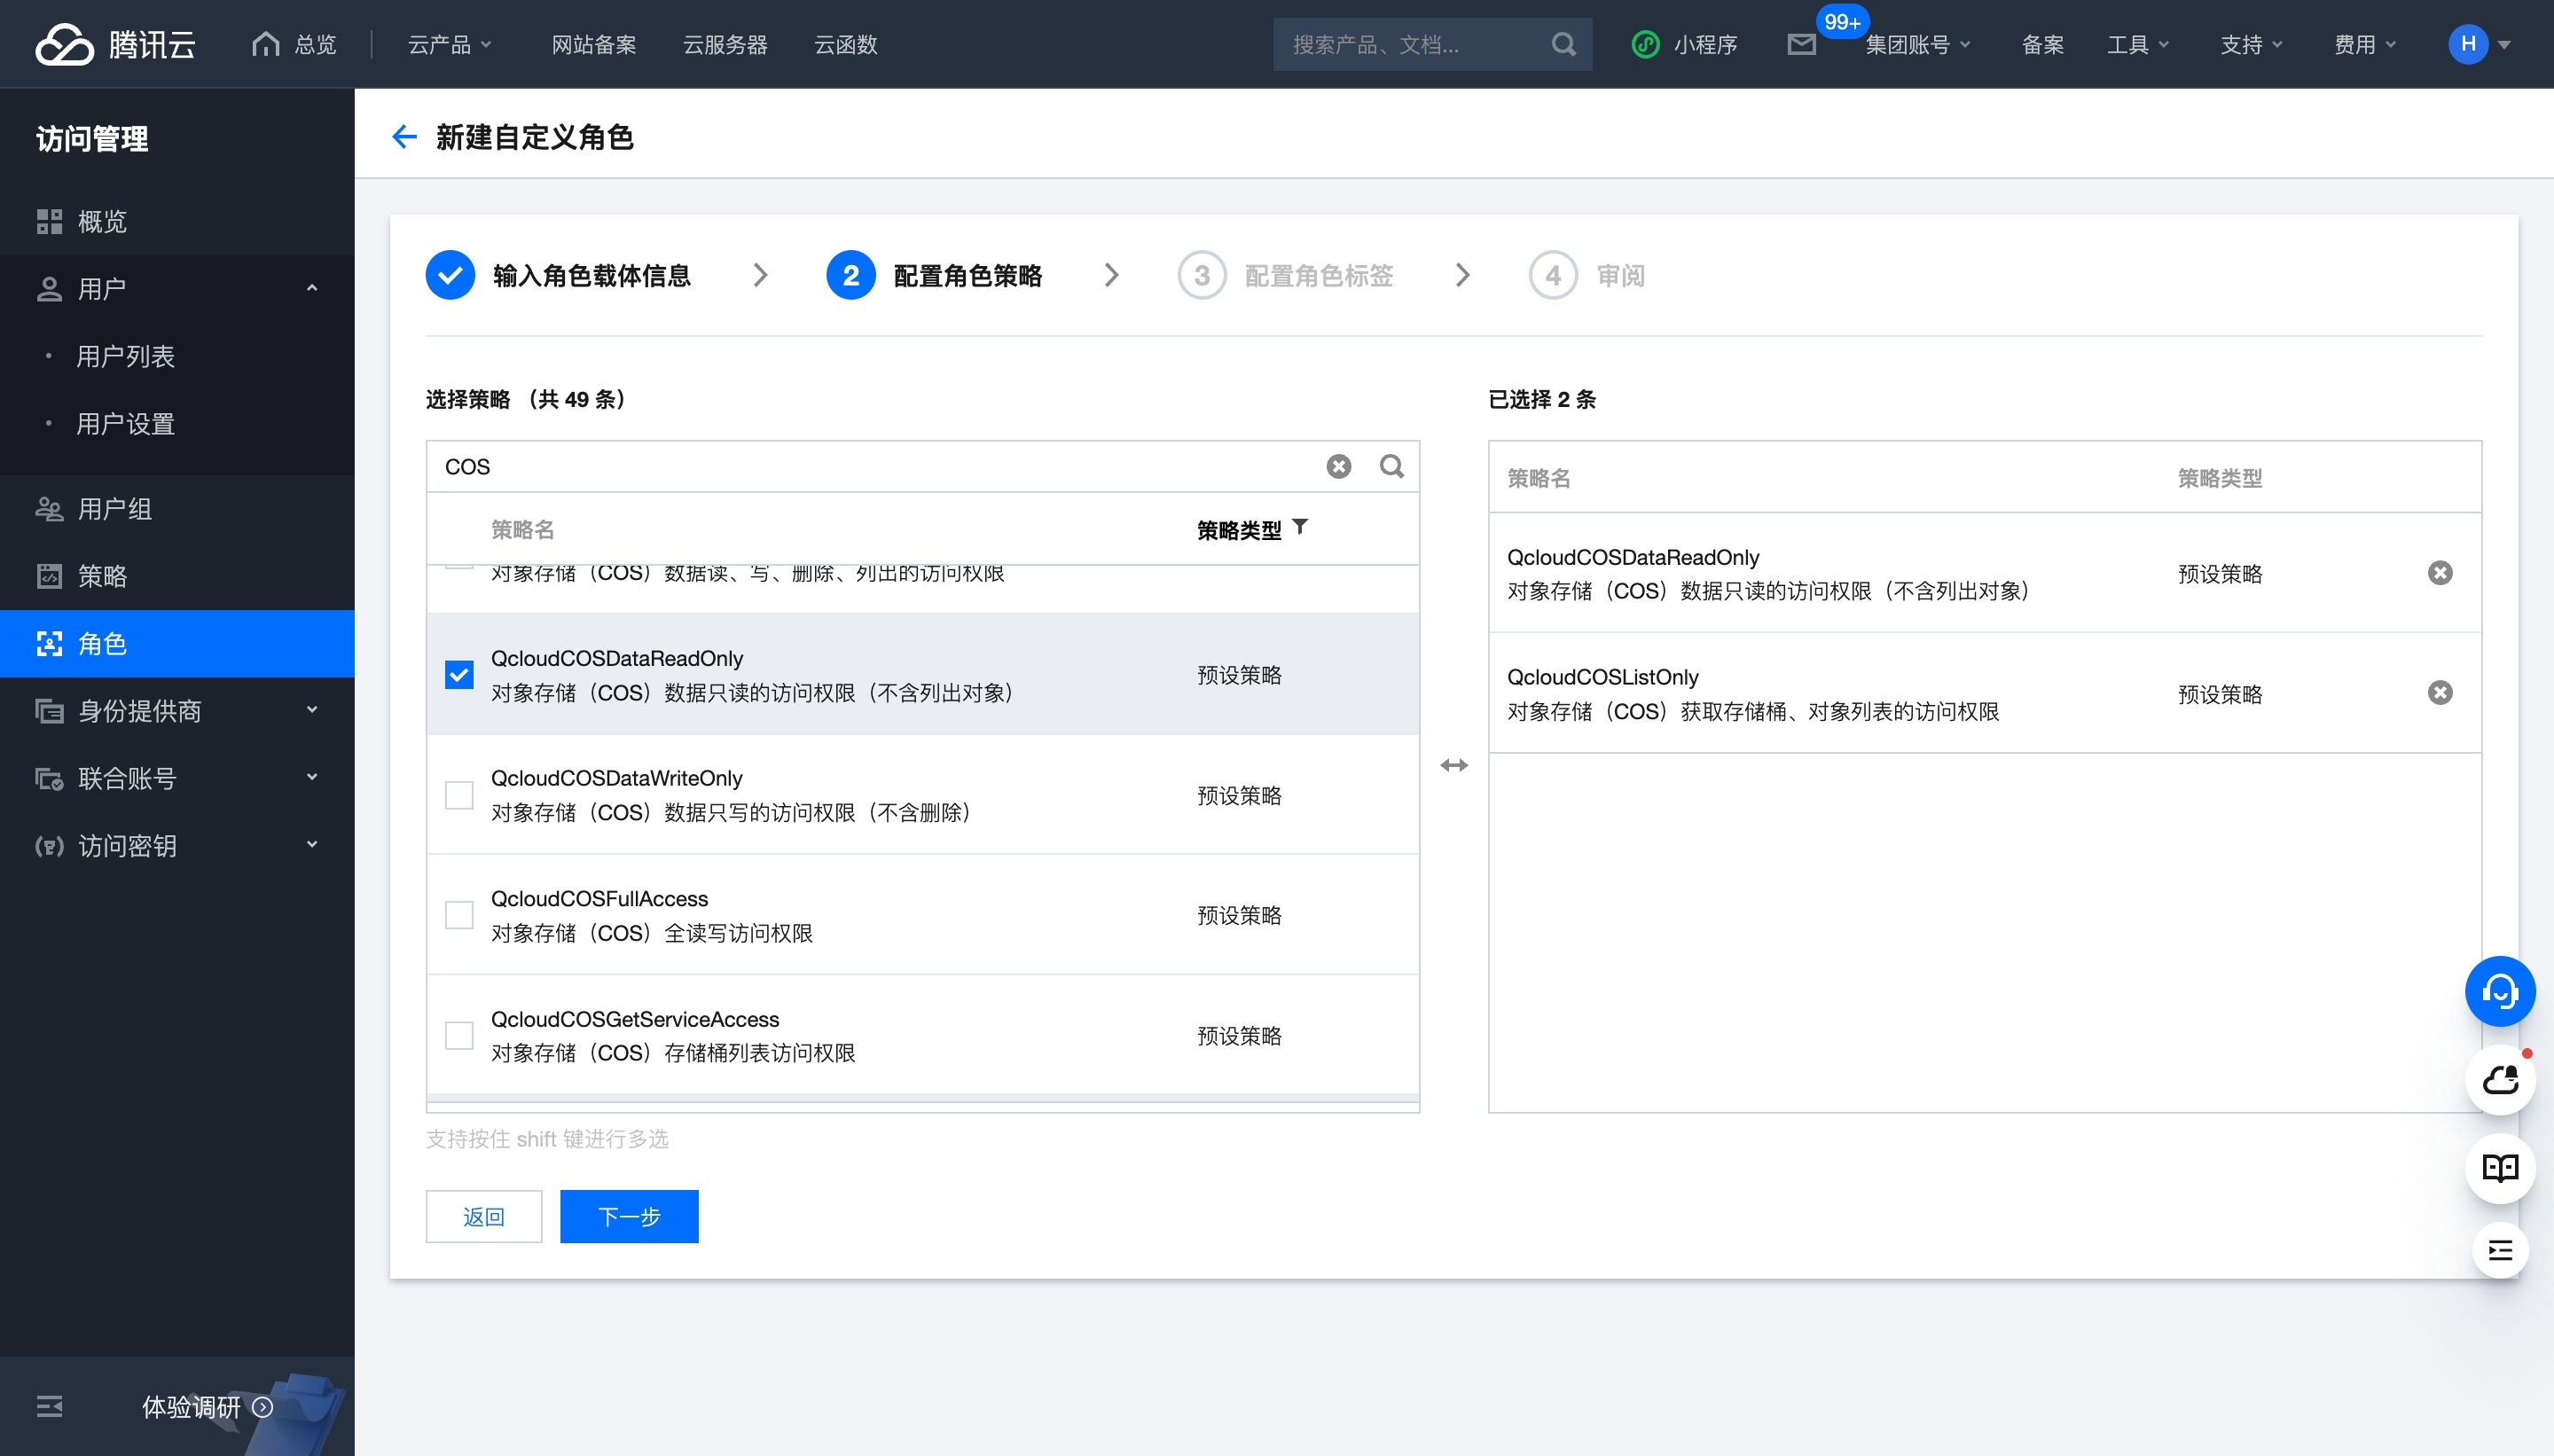 腾讯云
总览
云产品
网站备案
云服务器
云函数
搜索产品、文档...
小程序
99+
集团账号
备案
工具
支持
费用
H
访问管理
概览
用户
用户列表
用户设置
用户组
策略
角色
身份提供商
联合账号
访问密钥
体验调研
新建自定义角色
输入角色载体信息
2 配置角色策略
3 配置角色标签
4 审阅
选择策略 （共 49 条）
COS
策略名 策略类型
对象存储（COS）数据读、写、删除、列出的访问权限
QcloudCOSDataReadOnly
对象存储（COS）数据只读的访问权限（不含列出对象）
预设策略
QcloudCOSDataWriteOnly
对象存储（COS）数据只写的访问权限（不含删除）
预设策略
QcloudCOSFullAccess
对象存储（COS）全读写访问权限
预设策略
QcloudCOSGetServiceAccess
对象存储（COS）存储桶列表访问权限
预设策略
支持按住 shift 键进行多选
返回
下一步
已选择 2 条
策略名 策略类型
QcloudCOSDataReadOnly
对象存储（COS）数据只读的访问权限（不含列出对象）
预设策略
QcloudCOSListOnly
对象存储（COS）获取存储桶、对象列表的访问权限
预设策略